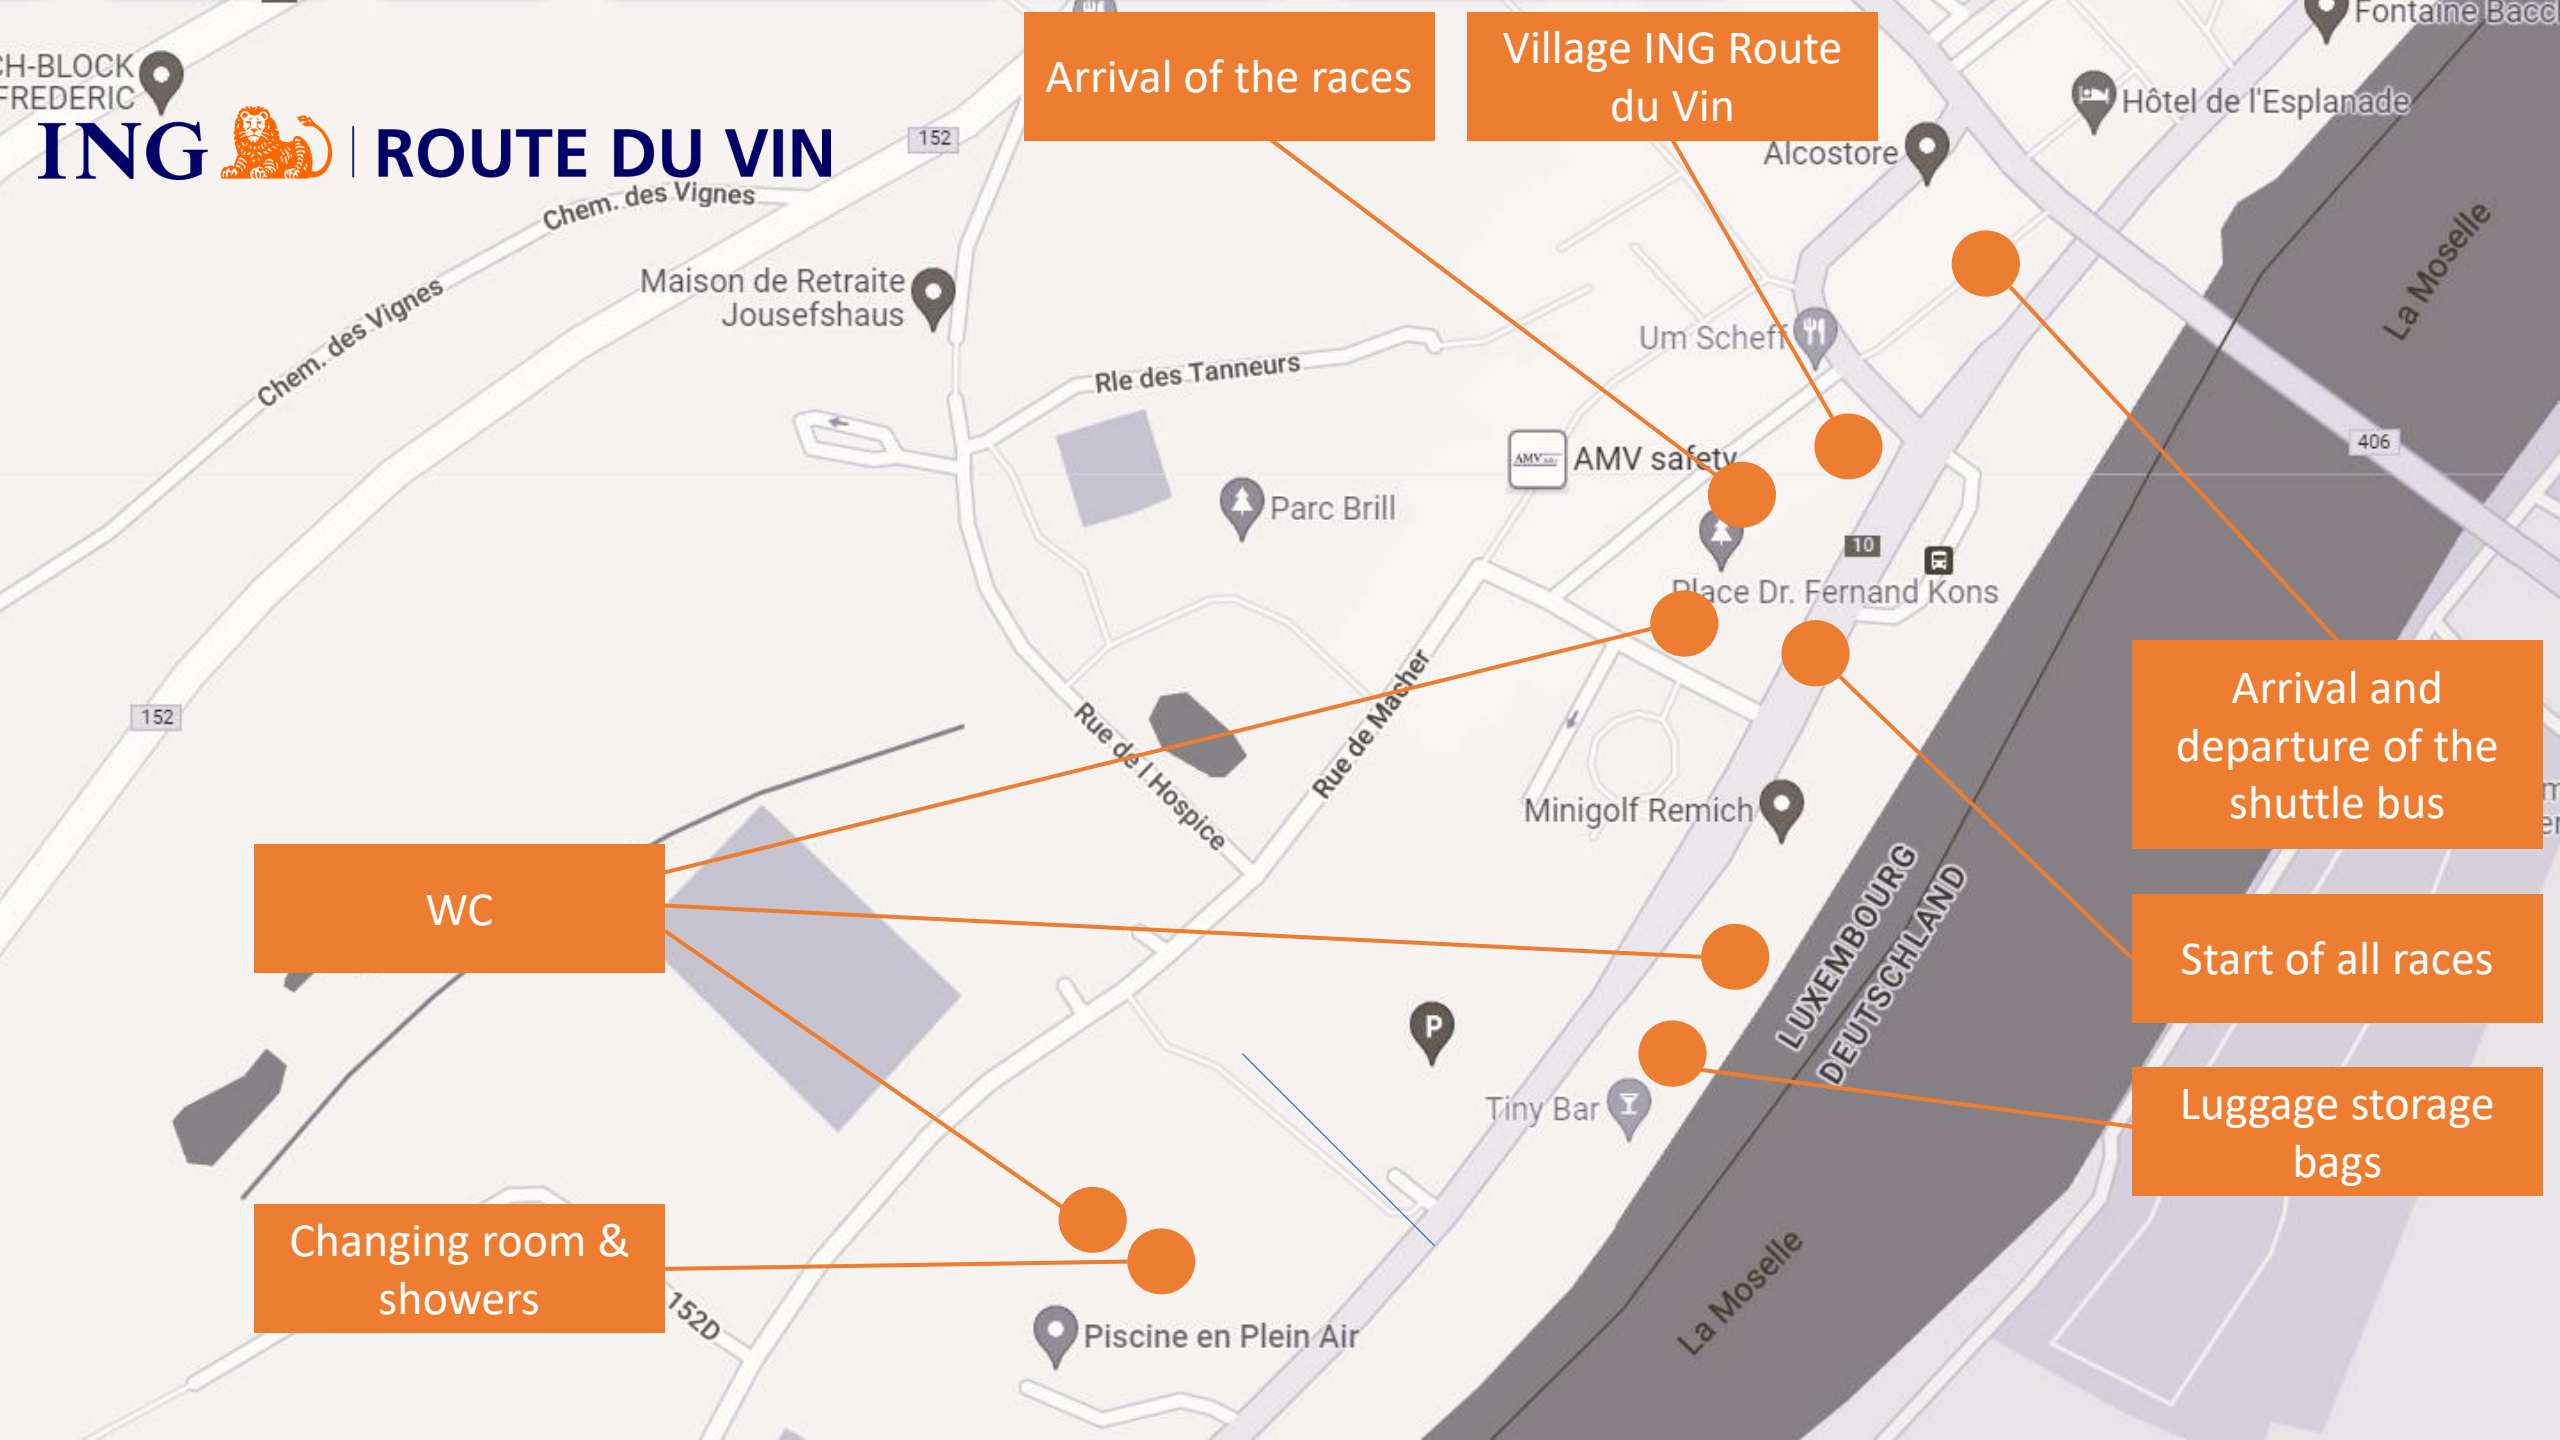 Fontaine Bacc
CH-BLOCK
FREDERIC
ING | ROUTE DU VIN
152
Arrival of the races
Village ING Route
du Vin
Alcostore
Hôtel de l'Esplanade
Chem. des Vignes
Chem. des Vignes
Maison de Retraite
Jousefshaus
La Moselle
Um Scheff
Rle des Tanneurs
406
AMV
AMV safety
Parc Brill
10
Place Dr. Fernand Kons
152
Rue de l'Hospice
Rue de Macher
Arrival and
departure of the
shuttle bus
Minigolf Remich
WC
LUXEMBOURG
DEUTSCHLAND
Start of all races
P
Tiny Bar
Luggage storage
bags
Changing room &
showers
152D
La Moselle
Piscine en Plein Air